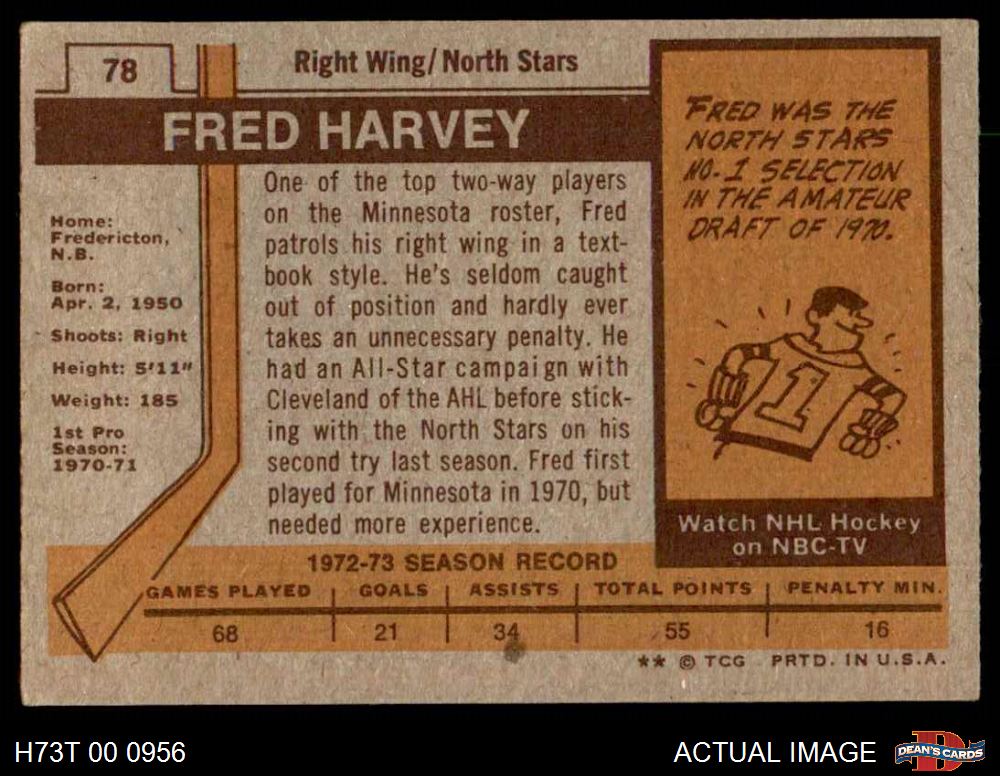 78
Right Wing/North Stars
FRED HARVEY
Home:
Fredericton,
N.B.
Born:
Apr. 2, 1950
Shoots: Right
Height: 5'11"
Weight: 185
1st Pro
Season:
1970-71
One of the top two-way players
on the Minnesota roster, Fred
patrols his right wing in a text-
book style. He's seldom caught
out of position and hardly ever
takes an unnecessary penalty. He
had an All-Star campaign with
Cleveland of the AHL before stick-
ing with the North Stars on his
second try last season. Fred first
played for Minnesota in 1970, but
needed more experience.
FRED WAS THE
NORTH STARS
NO. 1 SELECTION
IN THE AMATEUR
DRAFT OF 1970.
1
Watch NHL Hockey
on NBC-TV
1972-73 SEASON RECORD
GAMES PLAYED GOALS ASSISTS TOTAL POINTS PENALTY MIN.
68 21 34 55 16
** © TCG PRTD. IN U.S.A.
H73T 00 0956
ACTUAL IMAGE
D
DEAN'S CARDS